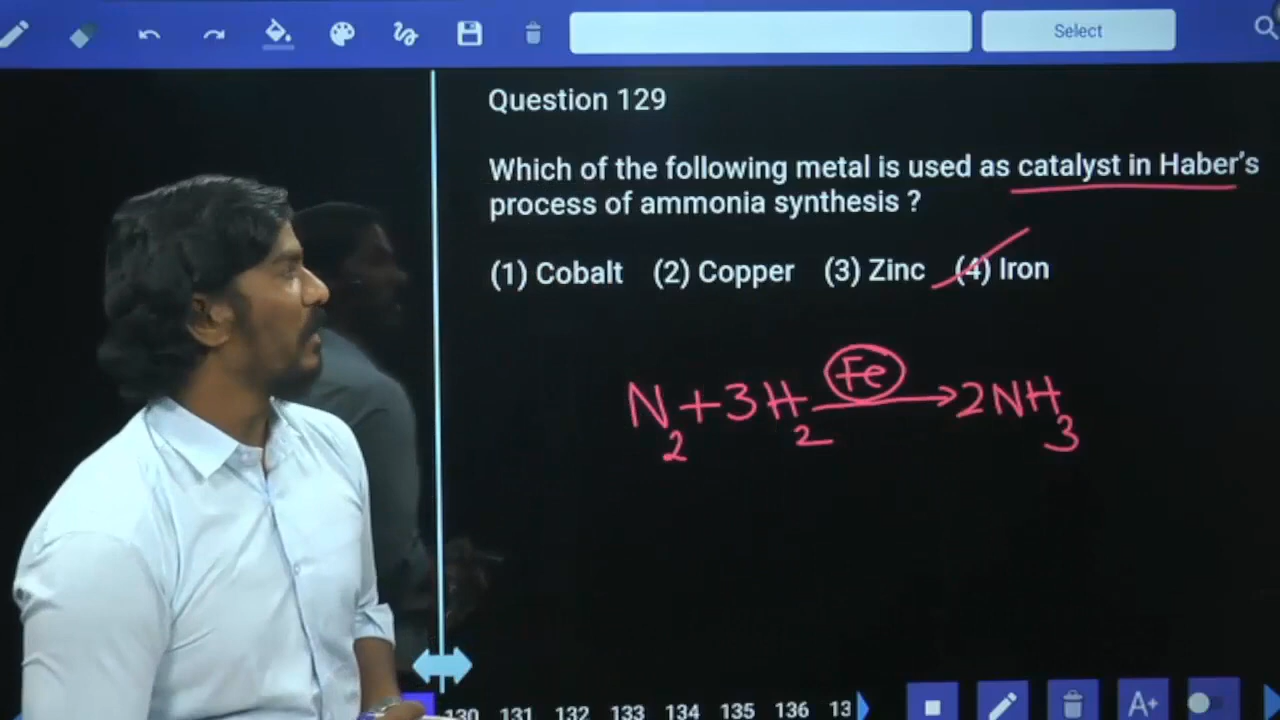 Select
Question 129
Which of the following metal is used as catalyst in Haber's
process of ammonia synthesis ?
(1) Cobalt (2) Copper (3) Zinc (4) Iron
Fe
N2+3H2→2NH3
130 131 132 133 134 135 136 13
A+